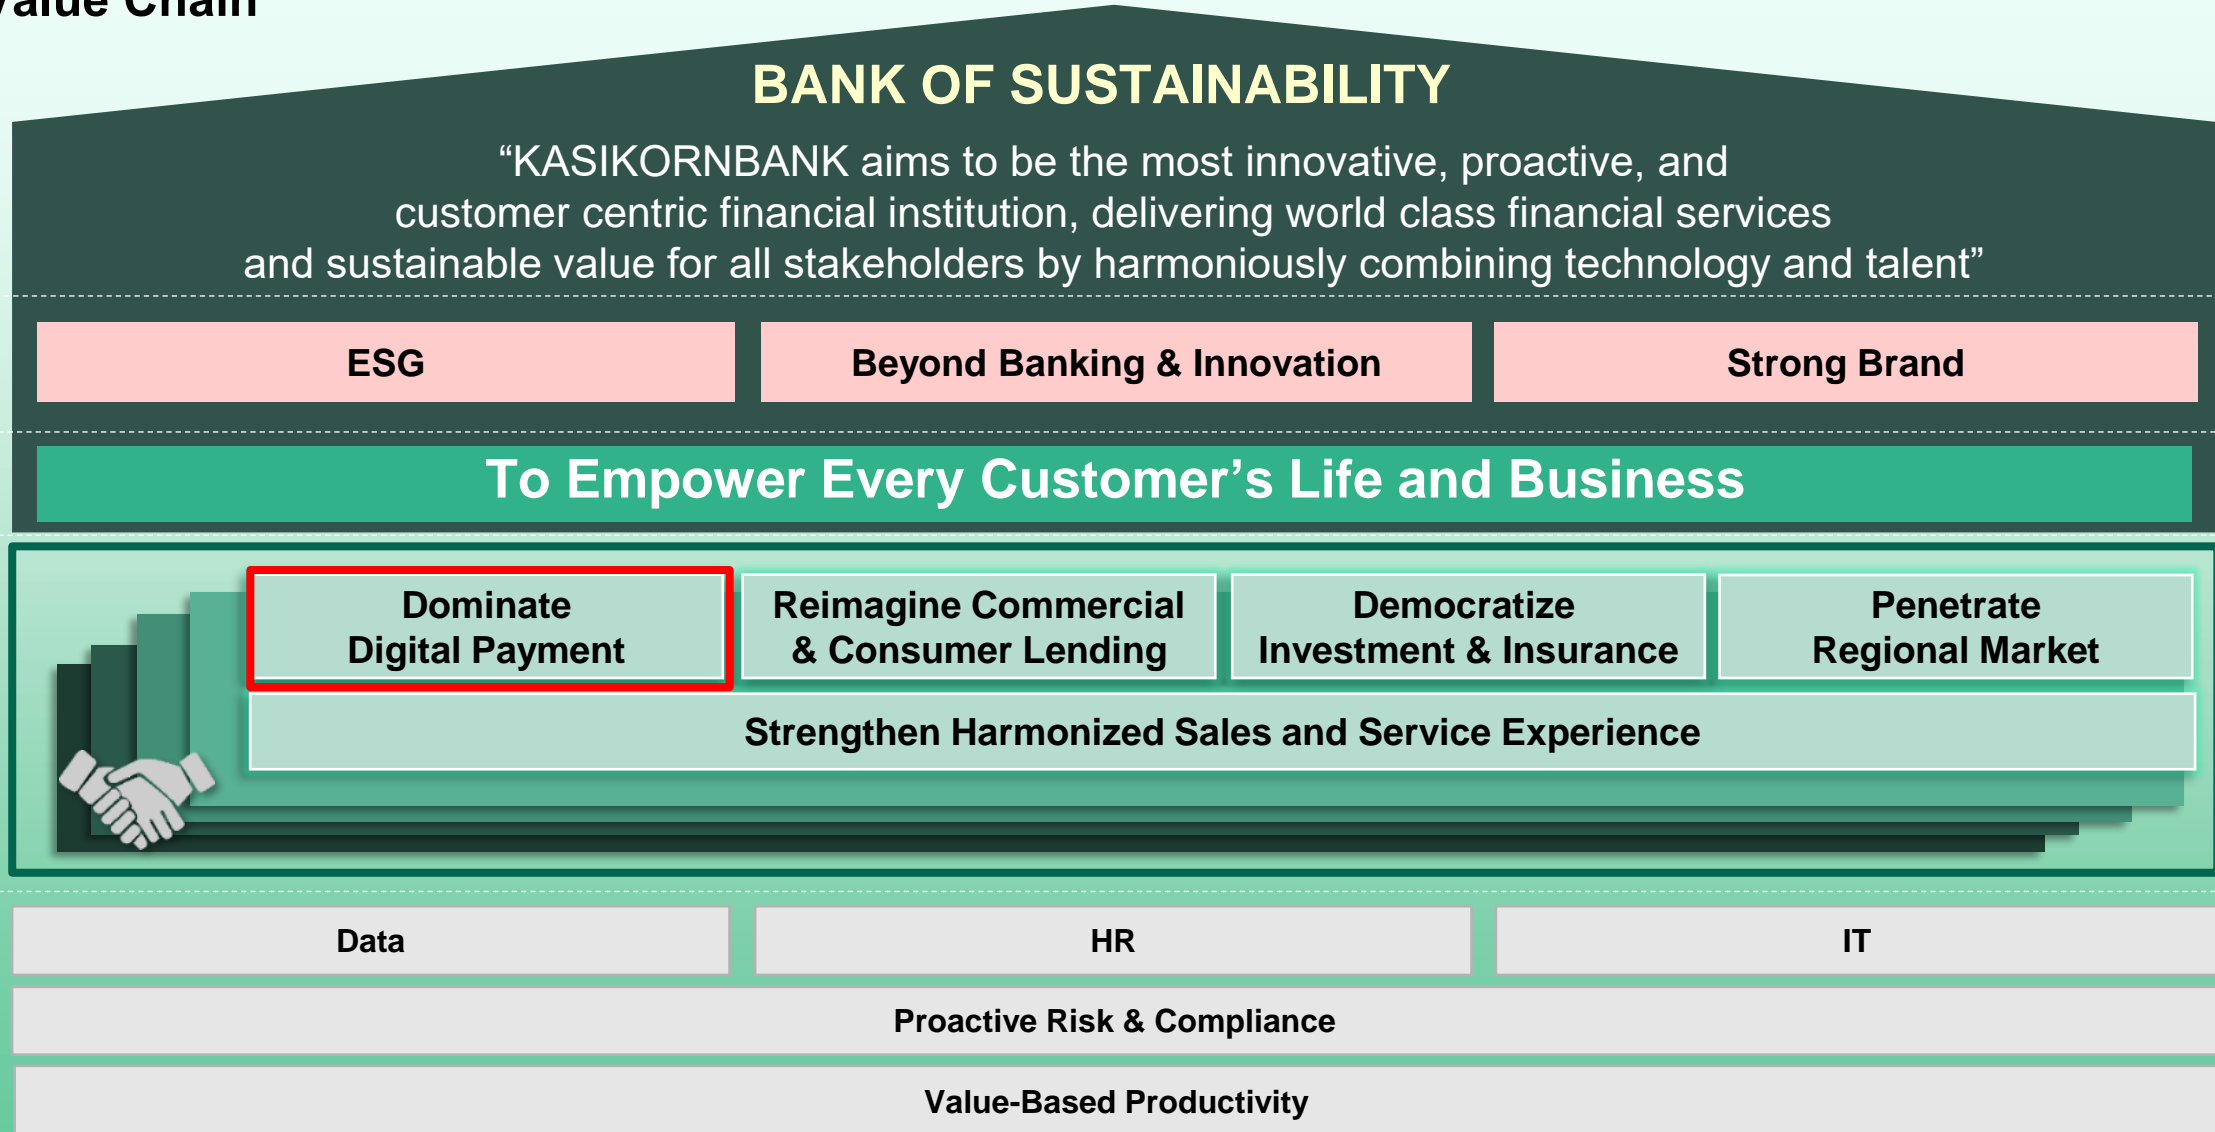 Value Chain
BANK OF SUSTAINABILITY
“KASIKORNBANK aims to be the most innovative, proactive, and
customer centric financial institution, delivering world class financial services
and sustainable value for all stakeholders by harmoniously combining technology and talent”
ESG
Beyond Banking & Innovation
Strong Brand
To Empower Every Customer’s Life and Business
Dominate
Digital Payment
Reimagine Commercial
& Consumer Lending
Democratize
Investment & Insurance
Penetrate
Regional Market
Strengthen Harmonized Sales and Service Experience
Data
HR
IT
Proactive Risk & Compliance
Value-Based Productivity